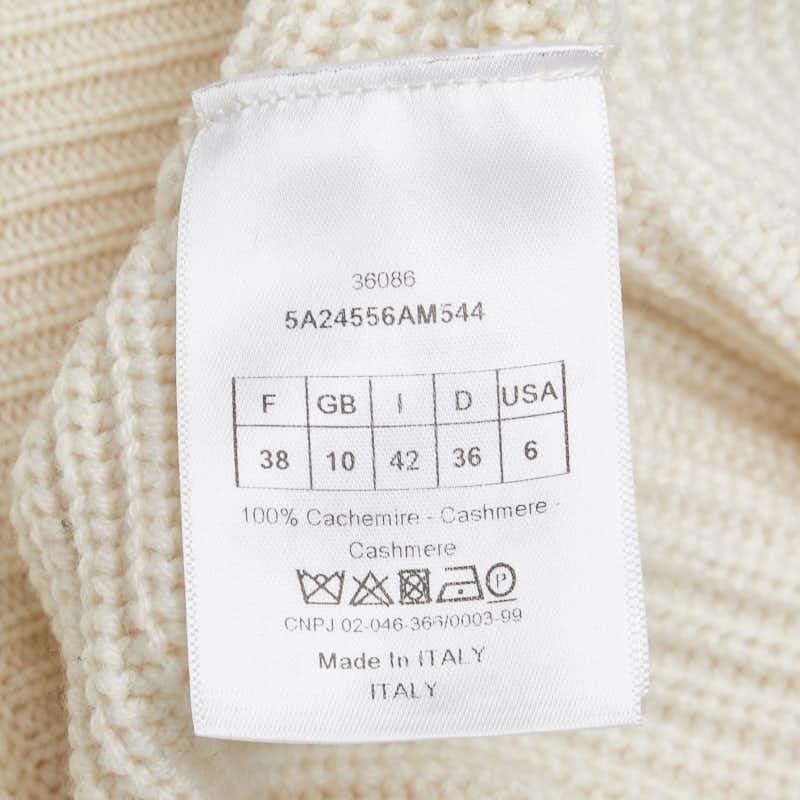 36086
5A24556AM544
F GB I D USA
38 10 42 36 6
100% Cachemire - Cashmere -
Cashmere
P
CNPJ 02-046-366/0003-99
Made In ITALY
ITALY